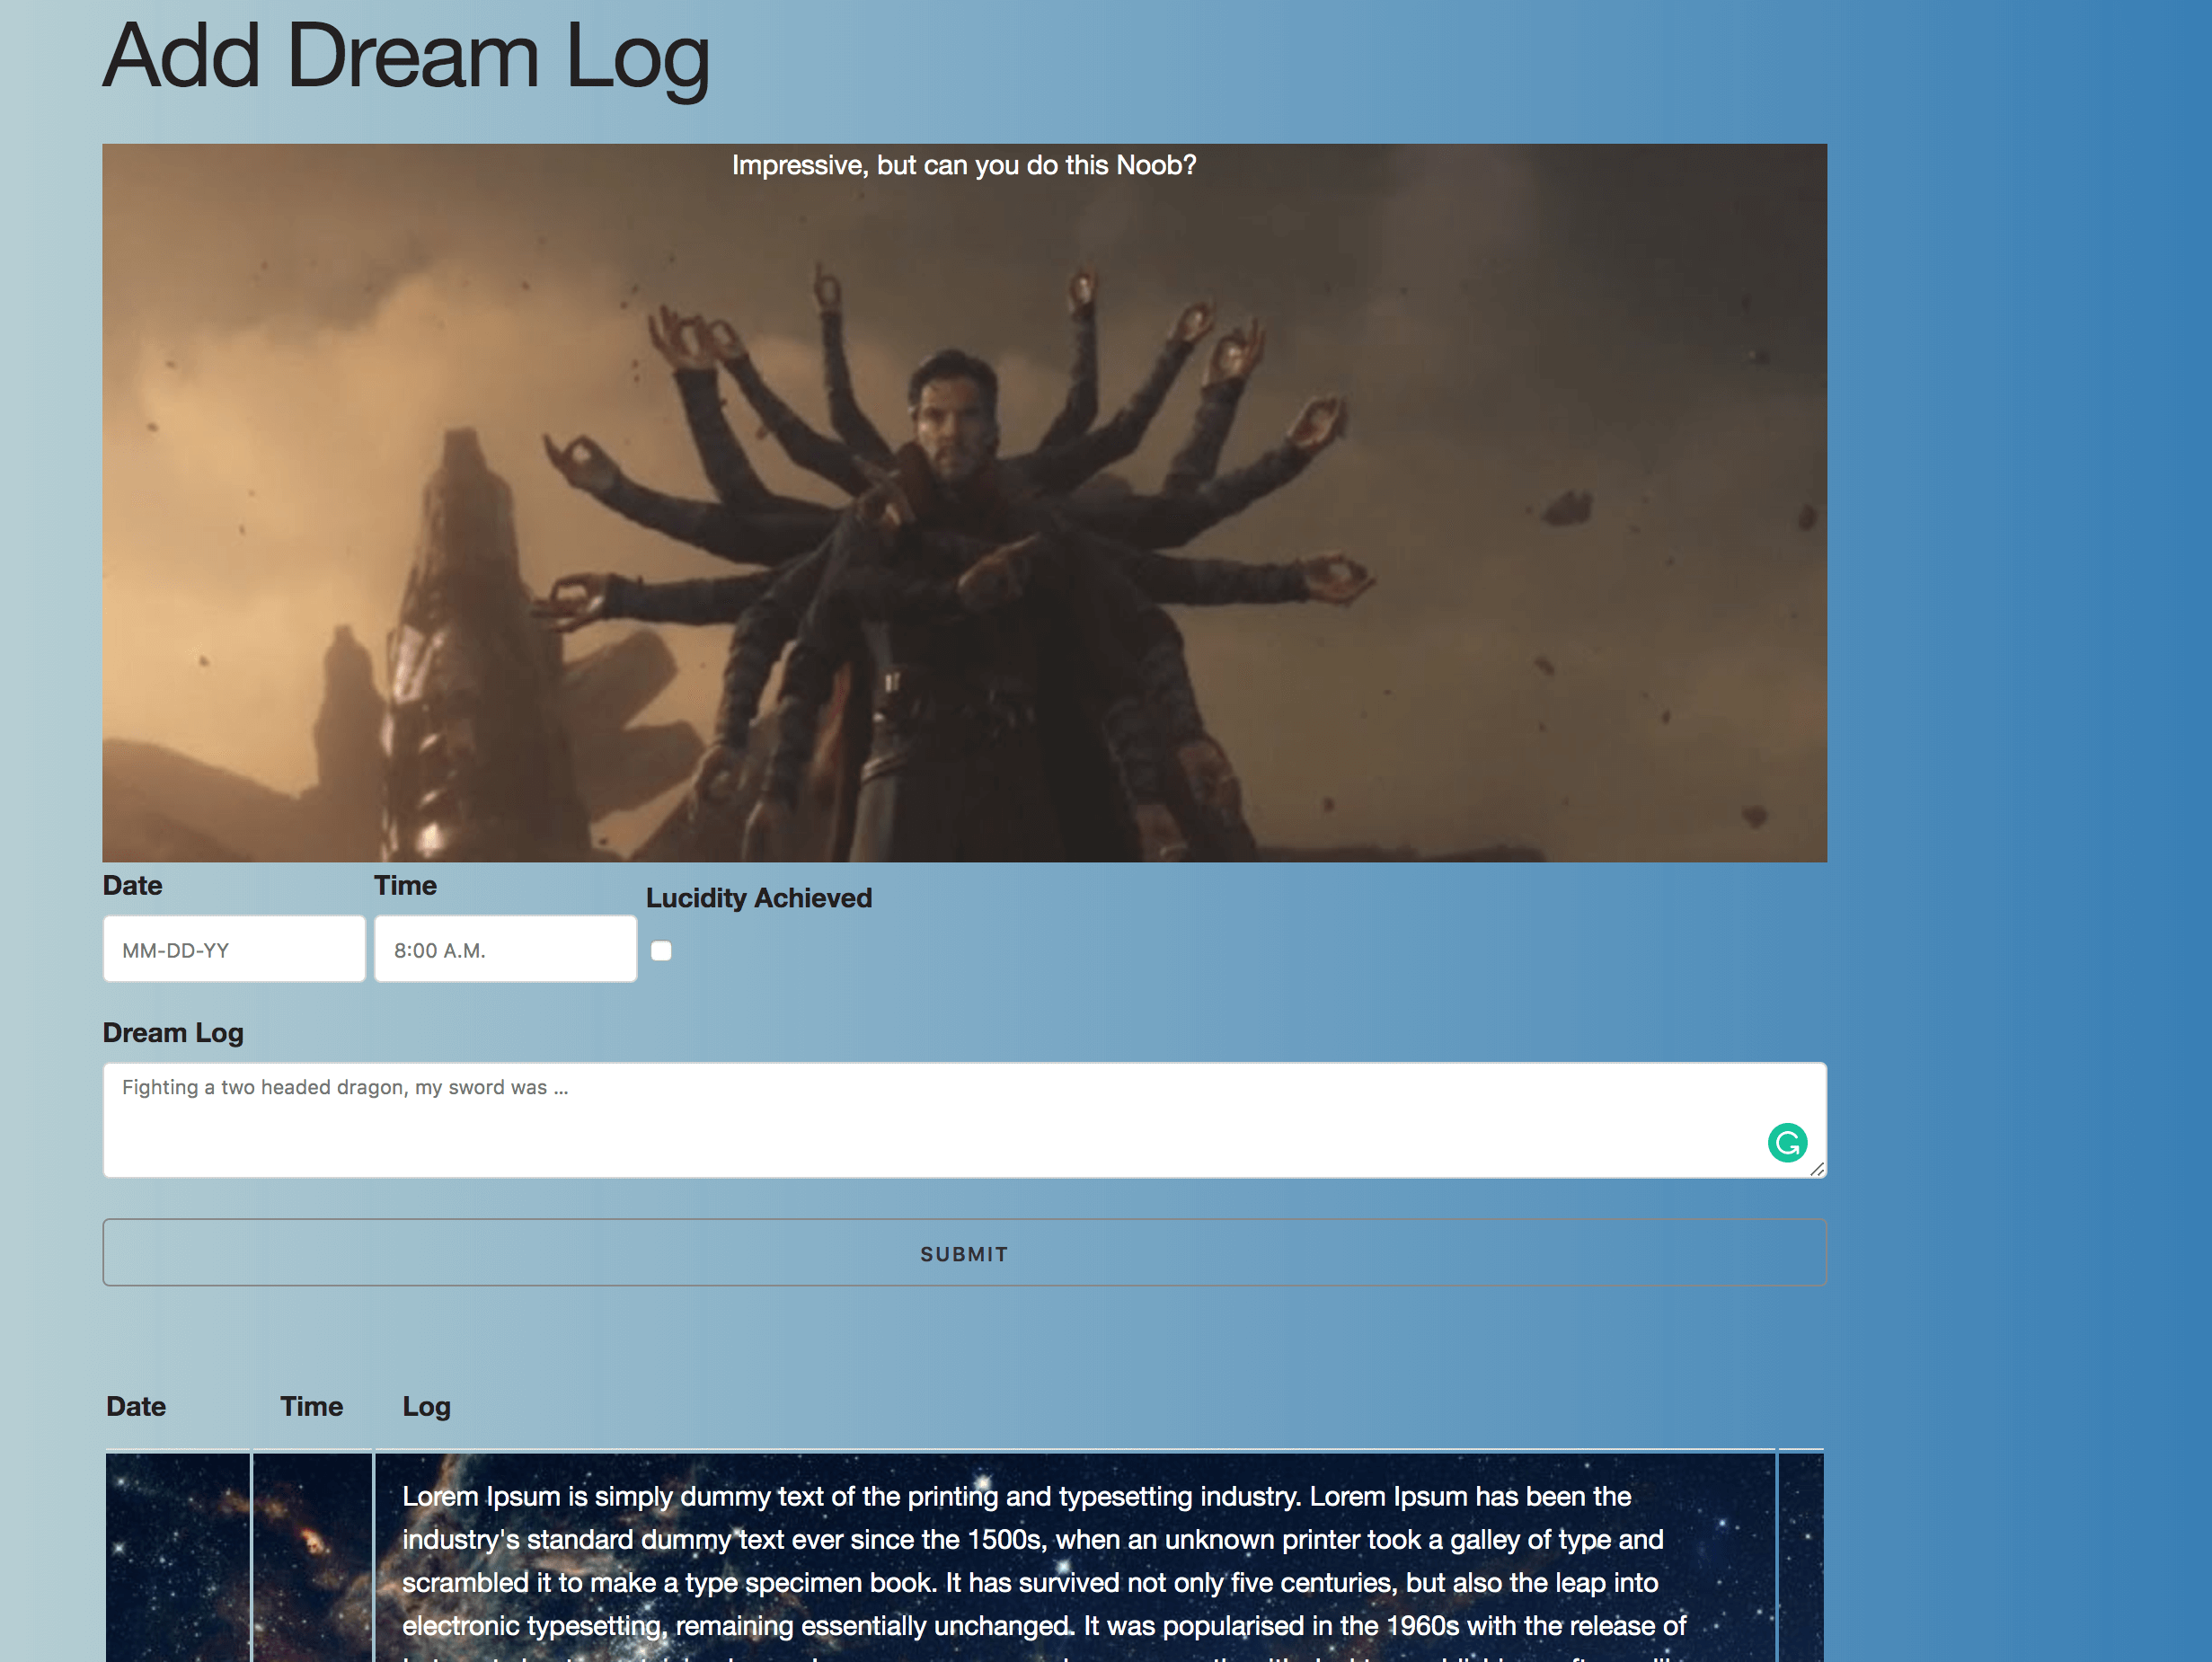 Add Dream Log
Impressive, but can you do this Noob?
Date Time Lucidity Achieved
MM-DD-YY 8:00 A.M.
Dream Log
Fighting a two headed dragon, my sword was ...
SUBMIT
Date Time Log
Lorem Ipsum is simply dummy text of the printing and typesetting industry. Lorem Ipsum has been the
industry's standard dummy text ever since the 1500s, when an unknown printer took a galley of type and
scrambled it to make a type specimen book. It has survived not only five centuries, but also the leap into
electronic typesetting, remaining essentially unchanged. It was popularised in the 1960s with the release of